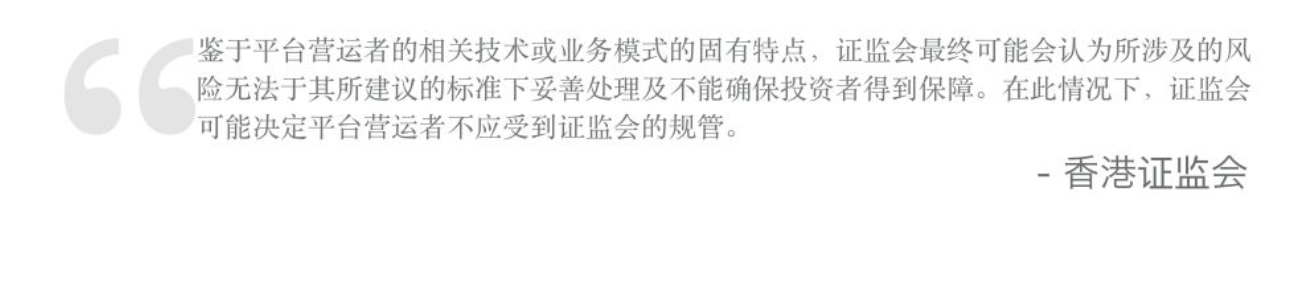 鉴于平台营运者的相关技术或业务模式的固有特点，证监会最终可能会认为所涉及的风
险无法于其所建议的标准下妥善处理及不能确保投资者得到保障。在此情况下，证监会
可能决定平台营运者不应受到证监会的规管。
- 香港证监会